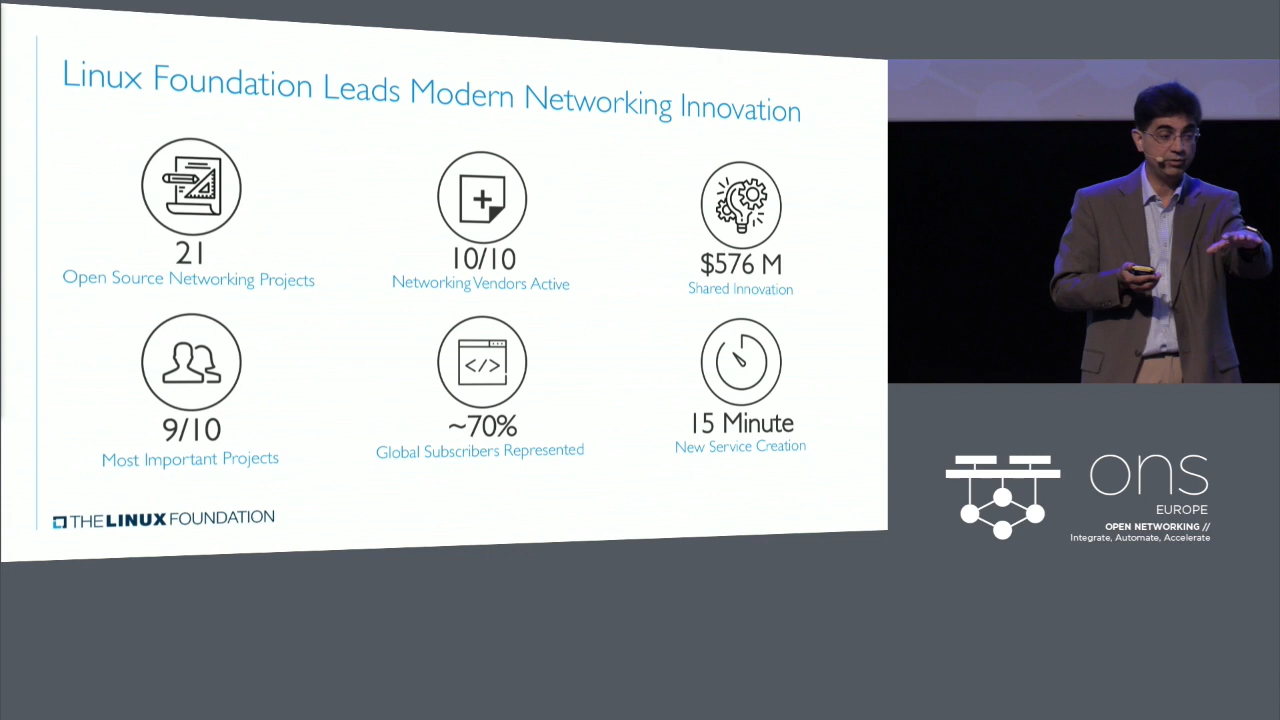 Linux Foundation Leads Modern Networking Innovation
21
Open Source Networking Projects
10/10
Networking Vendors Active
$576 M
Shared Innovation
9/10
Most Important Projects
</>
~70%
Global Subscribers Represented
15 Minute
New Service Creation
THE LINUX FOUNDATION
ons
EUROPE
OPEN NETWORKING //
Integrate, Automate, Accelerate